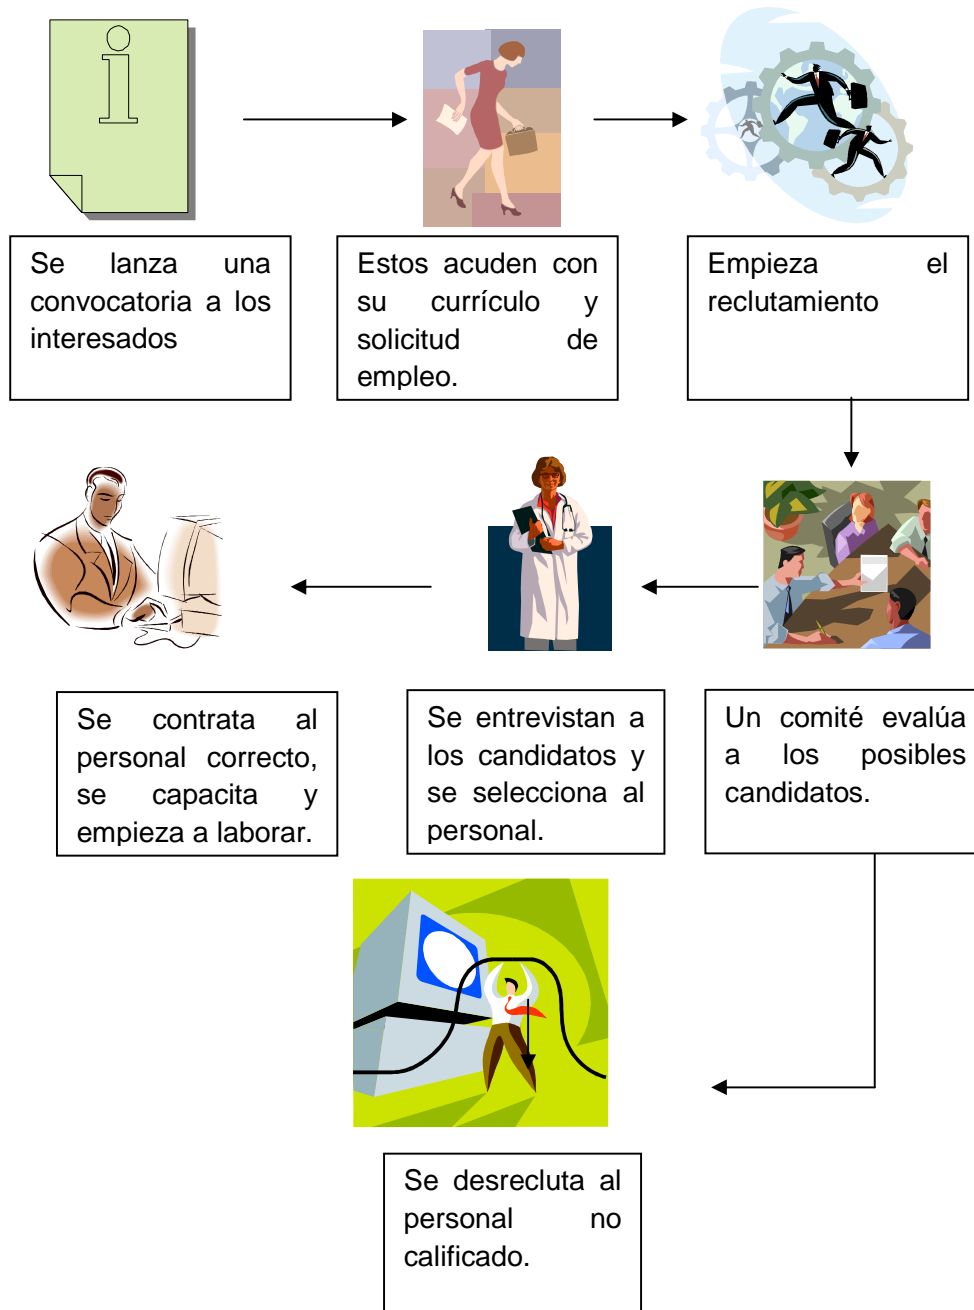 i
Se lanza una
convocatoria a los
interesados
Estos acuden con
su currículo y
solicitud de
empleo.
Empieza el
reclutamiento
Se contrata al
personal correcto,
se capacita y
empieza a laborar.
Se entrevistan a
los candidatos y
se selecciona al
personal.
Un comité evalúa
a los posibles
candidatos.
Se desrecluta al
personal no
calificado.